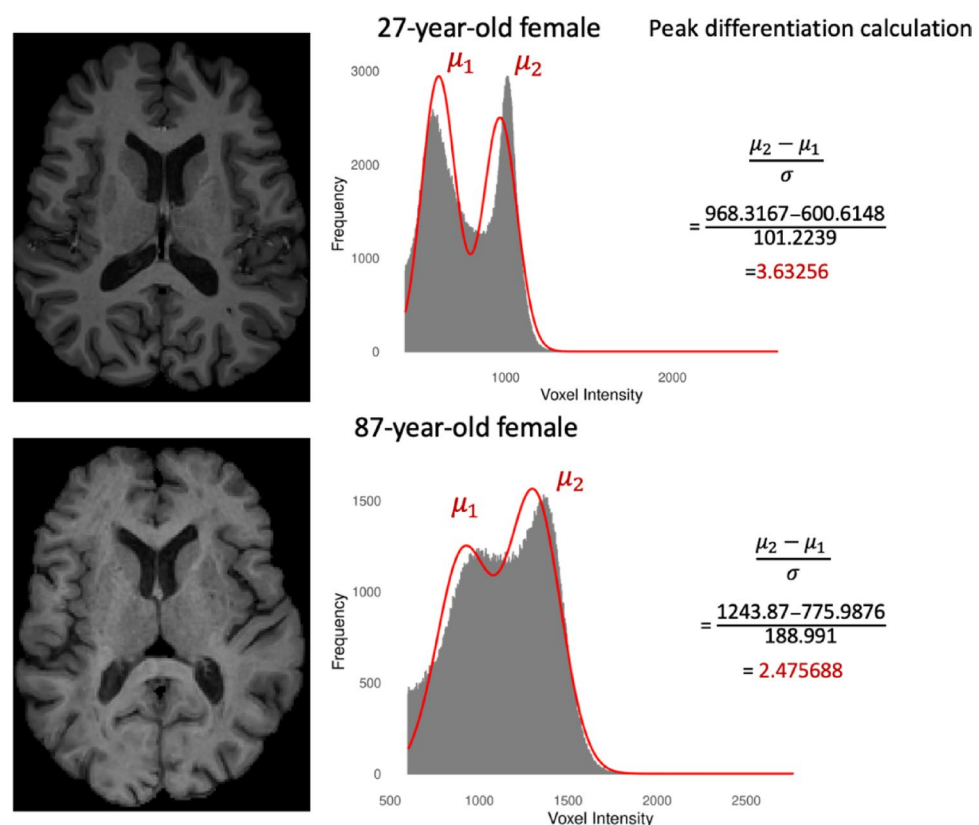 27-year-old female
Peak differentiation calculation
μ1
μ2
3000
2000
1000
0
Frequency
1000
2000
Voxel Intensity
μ2 − μ1
σ
= 968.3167–600.6148
101.2239
=3.63256
87-year-old female
μ1
μ2
1500
1000
500
0
Frequency
500
1000
1500
2000
2500
Voxel Intensity
μ2 − μ1
σ
= 1243.87–775.9876
188.991
= 2.475688